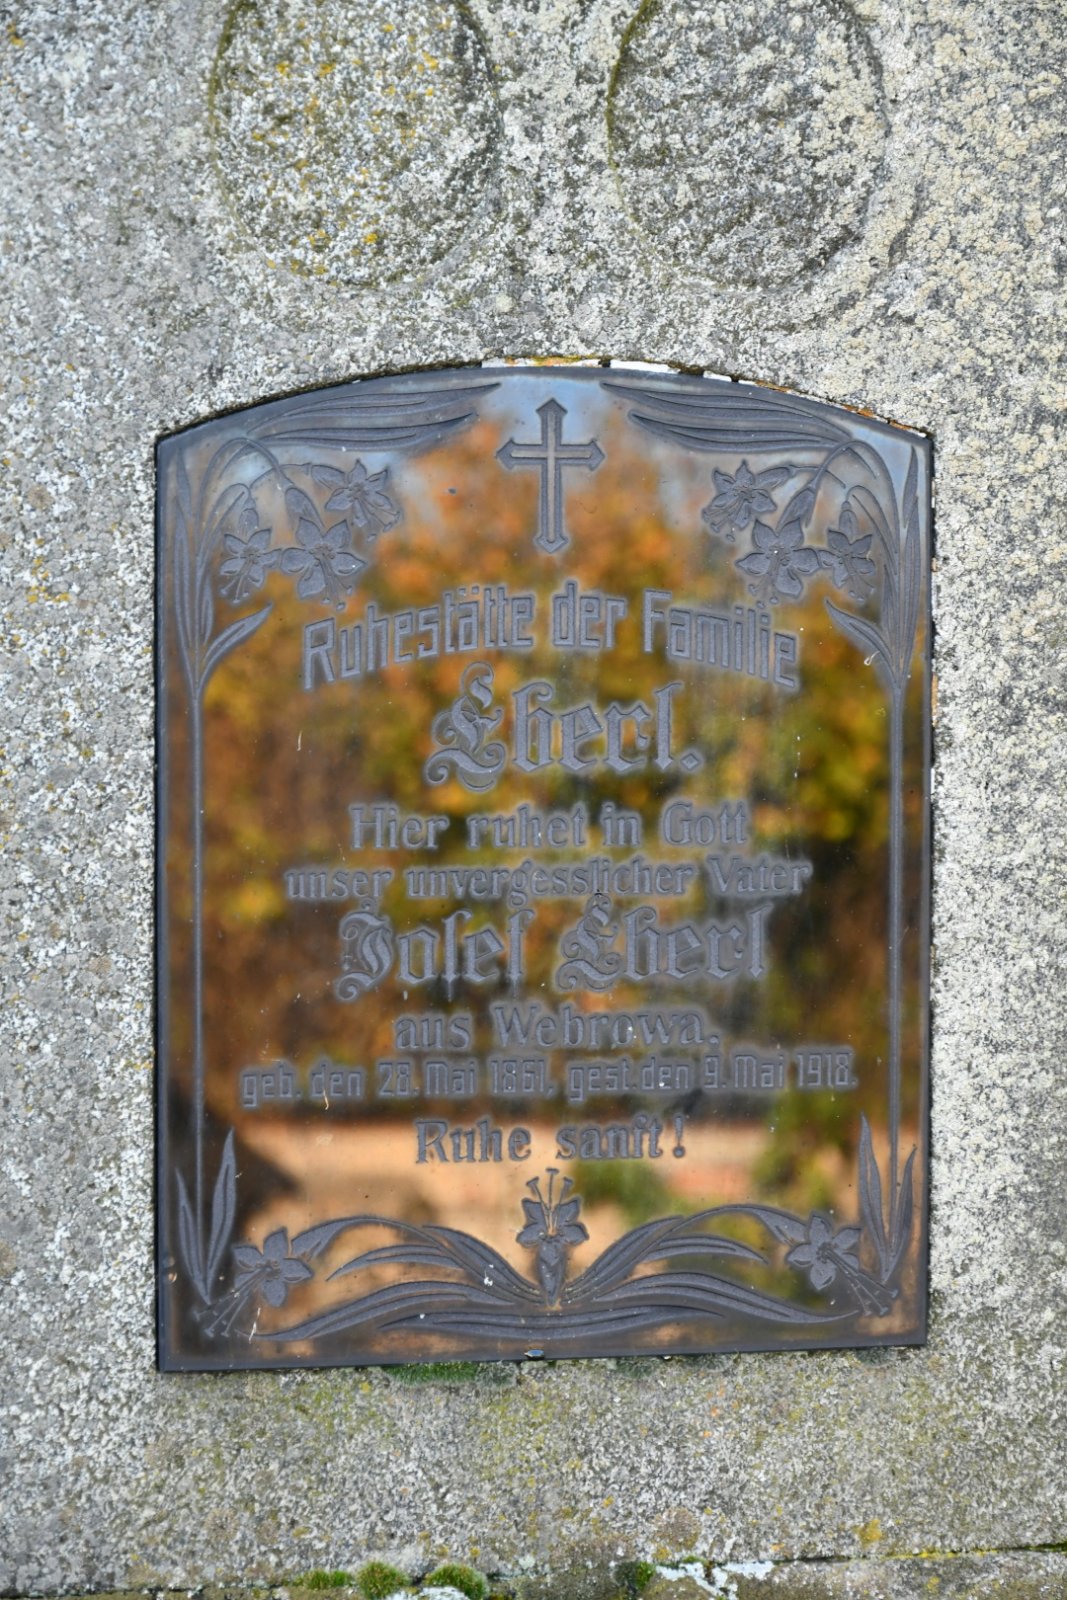 Ruhestätte der Familie
Eberl.
Hier ruhet in Gott
unser unvergesslicher Vater
Josef Eberl
aus Webrowa.
geb. den 28. Mai 1861, gest. den 9. Mai 1918.
Ruhe sanft!